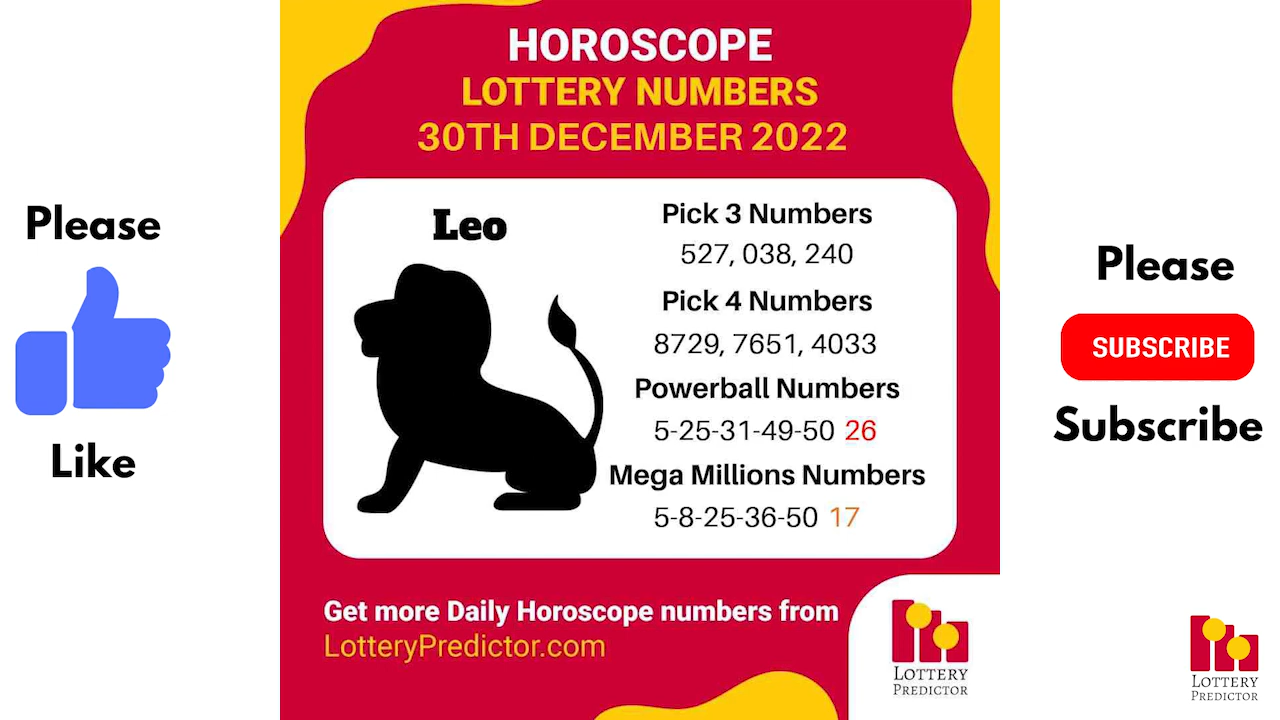 Please
Like
HOROSCOPE
LOTTERY NUMBERS
30TH DECEMBER 2022
Leo
Pick 3 Numbers
527, 038, 240
Pick 4 Numbers
8729, 7651, 4033
Powerball Numbers
5-25-31-49-50 26
Mega Millions Numbers
5-8-25-36-50 17
Get more Daily Horoscope numbers from
LotteryPredictor.com
LOTTERY
PREDICTOR
Please
SUBSCRIBE
Subscribe
LOTTERY
PREDICTOR